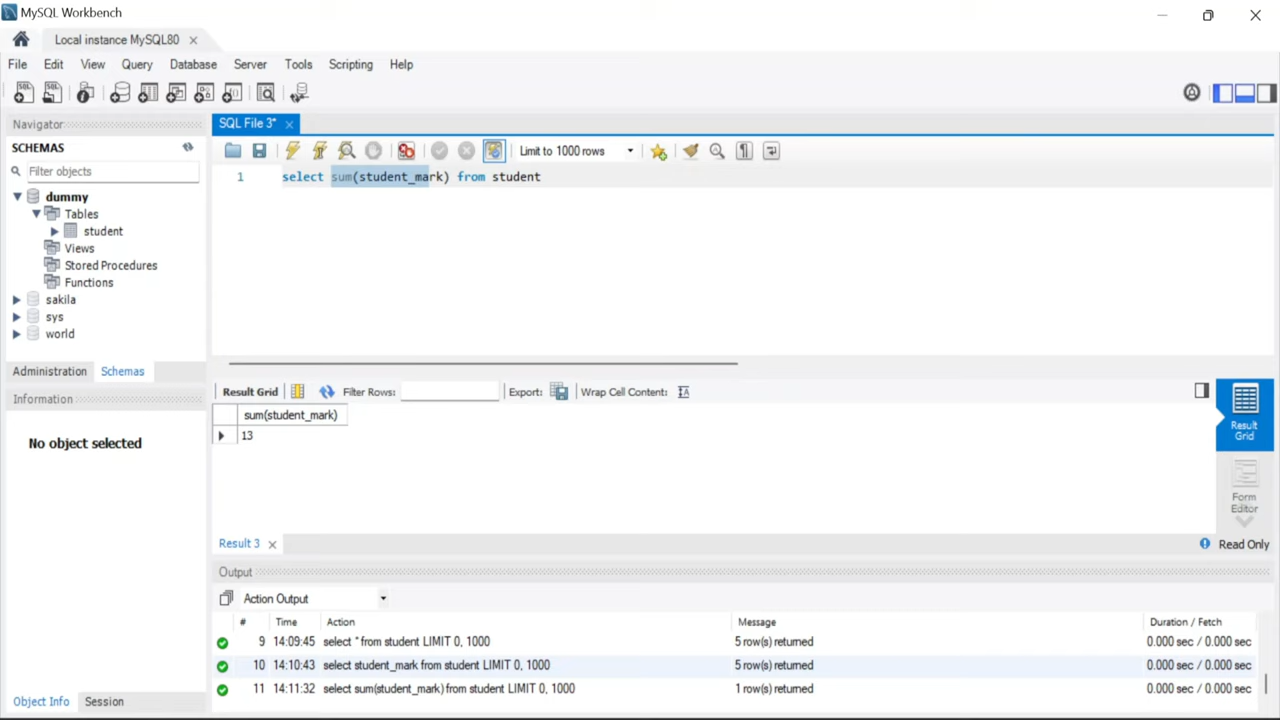 MySQL Workbench
Local instance MySQL80
File Edit View Query Database Server Tools Scripting Help
Navigator
SCHEMAS
Filter objects
dummy
Tables
student
Views
Stored Procedures
Functions
sakila
sys
world
Administration Schemas
Information
No object selected
Object Info Session
SQL File 3*
Limit to 1000 rows
1 select sum(student_mark) from student
Result Grid Filter Rows: Export: Wrap Cell Content:
sum(student_mark)
13
Result Grid
Form Editor
Result 3
Read Only
Output
Action Output
# Time Action Message Duration / Fetch
9 14:09:45 select * from student LIMIT 0, 1000 5 row(s) returned 0.000 sec / 0.000 sec
10 14:10:43 select student_mark from student LIMIT 0, 1000 5 row(s) returned 0.000 sec / 0.000 sec
11 14:11:32 select sum(student_mark) from student LIMIT 0, 1000 1 row(s) returned 0.000 sec / 0.000 sec